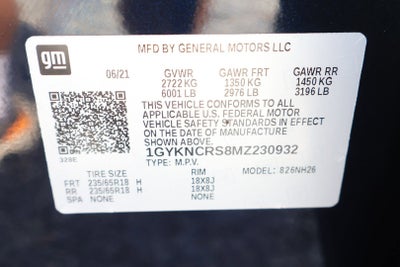 gm
MFD BY GENERAL MOTORS LLC
06/21 GVWR GAWR FRT GAWR RR
2722 KG 1350 KG 1450 KG
6001 LB 2976 LB 3196 LB
THIS VEHICLE CONFORMS TO ALL
APPLICABLE U.S. FEDERAL MOTOR
VEHICLE SAFETY STANDARDS IN EFFECT
ON THE DATE OF MANUFACTURE
SHOWN ABOVE.
328E
1GYKNCRS8MZ230932
TYPE: M.P.V. MODEL: 826NH26
TIRE SIZE RIM
FRT 235/65R18 H 18X8J
RR 235/65R18 H 18X8J
SPA NONE NONE